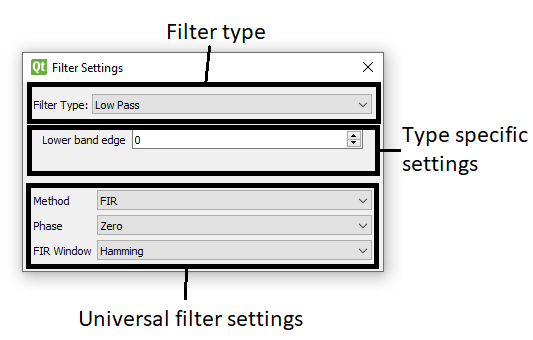 Filter type
Qt Filter Settings
Filter Type: Low Pass
Lower band edge 0
Type specific
settings
Method FIR
Phase Zero
FIR Window Hamming
Universal filter settings